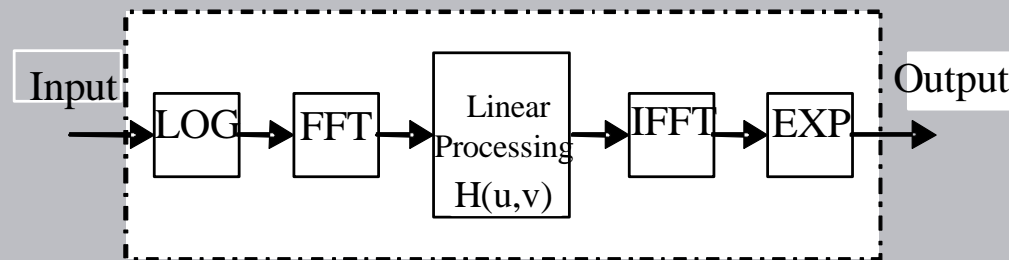 Input
LOG
FFT
Linear
Processing
H(u,v)
IFFT
EXP
Output